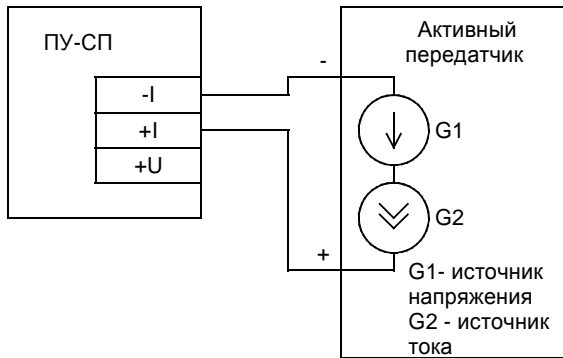 ПУ-СП
-I
+I
+U
-
+
Активный
передатчик
G1
G2
G1- источник
напряжения
G2 - источник
тока